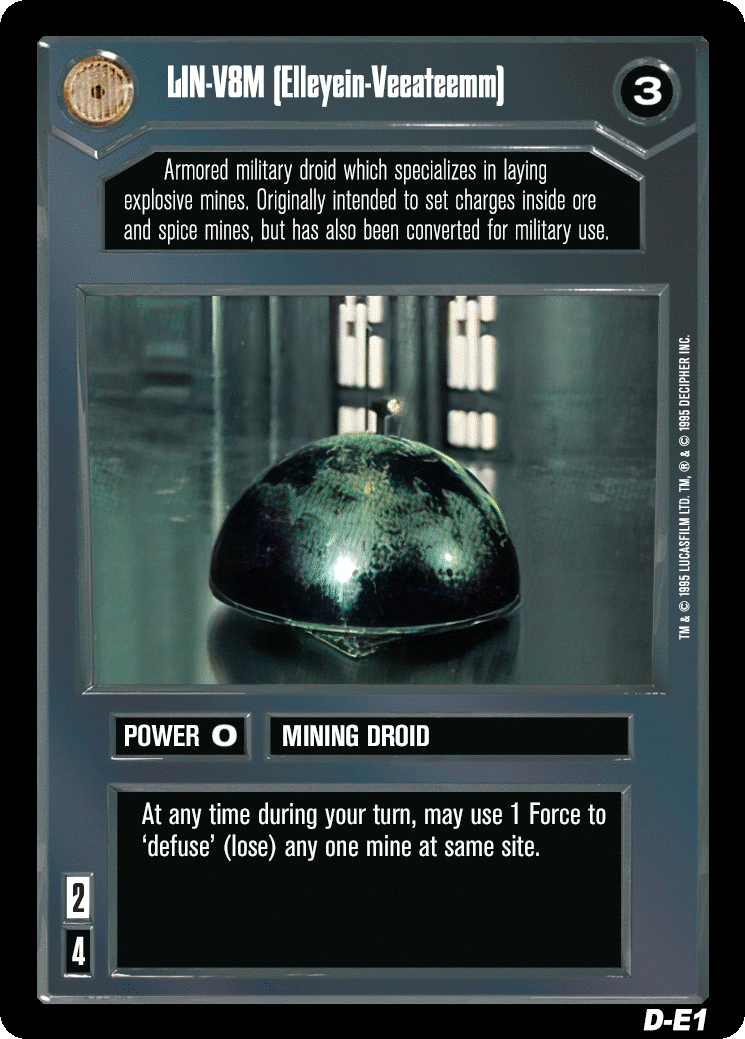 LIN-V8M (Elleyein-Veeateemm)
3
Armored military droid which specializes in laying
explosive mines. Originally intended to set charges inside ore
and spice mines, but has also been converted for military use.
TM & © 1995 LUCASFILM LTD. TM, ® & © 1995 DECIPHER INC.
POWER 0
MINING DROID
At any time during your turn, may use 1 Force to
‘defuse’ (lose) any one mine at same site.
2
4
D-E1